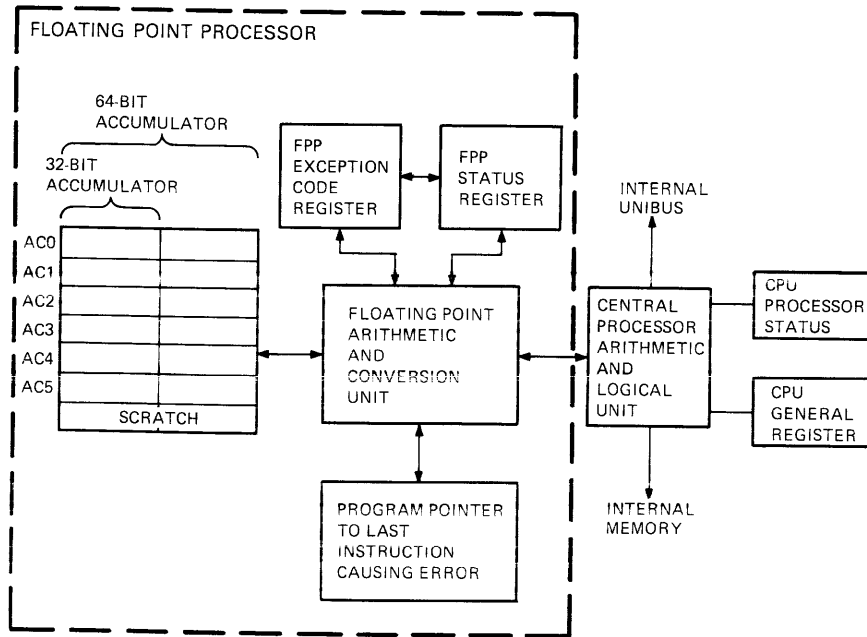 FLOATING POINT PROCESSOR
64-BIT
ACCUMULATOR
32-BIT
ACCUMULATOR
AC0
AC1
AC2
AC3
AC4
AC5
SCRATCH
FPP
EXCEPTION
CODE
REGISTER
FPP
STATUS
REGISTER
FLOATING POINT
ARITHMETIC
AND
CONVERSION
UNIT
PROGRAM POINTER
TO LAST
INSTRUCTION
CAUSING ERROR
INTERNAL
UNIBUS
CENTRAL
PROCESSOR
ARITHMETIC
AND
LOGICAL
UNIT
CPU
PROCESSOR
STATUS
CPU
GENERAL
REGISTER
INTERNAL
MEMORY